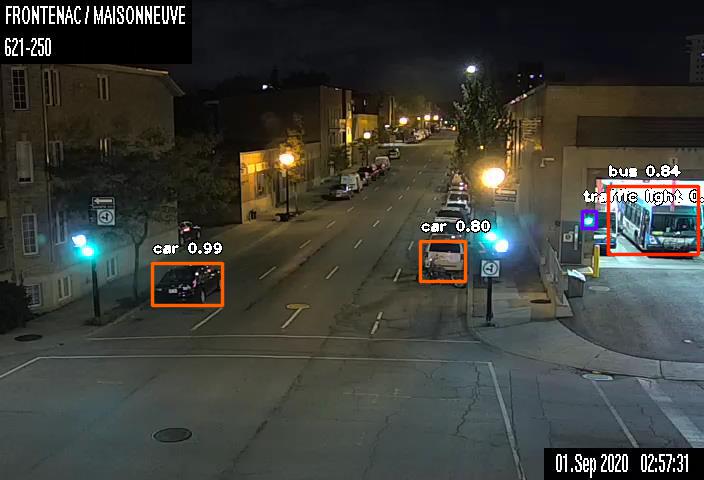 FRONTENAC / MAISONNEUVE
621-250
bus 0.84
traffic light 0.
car 0.80
car 0.99
01.Sep 2020 02:57:31